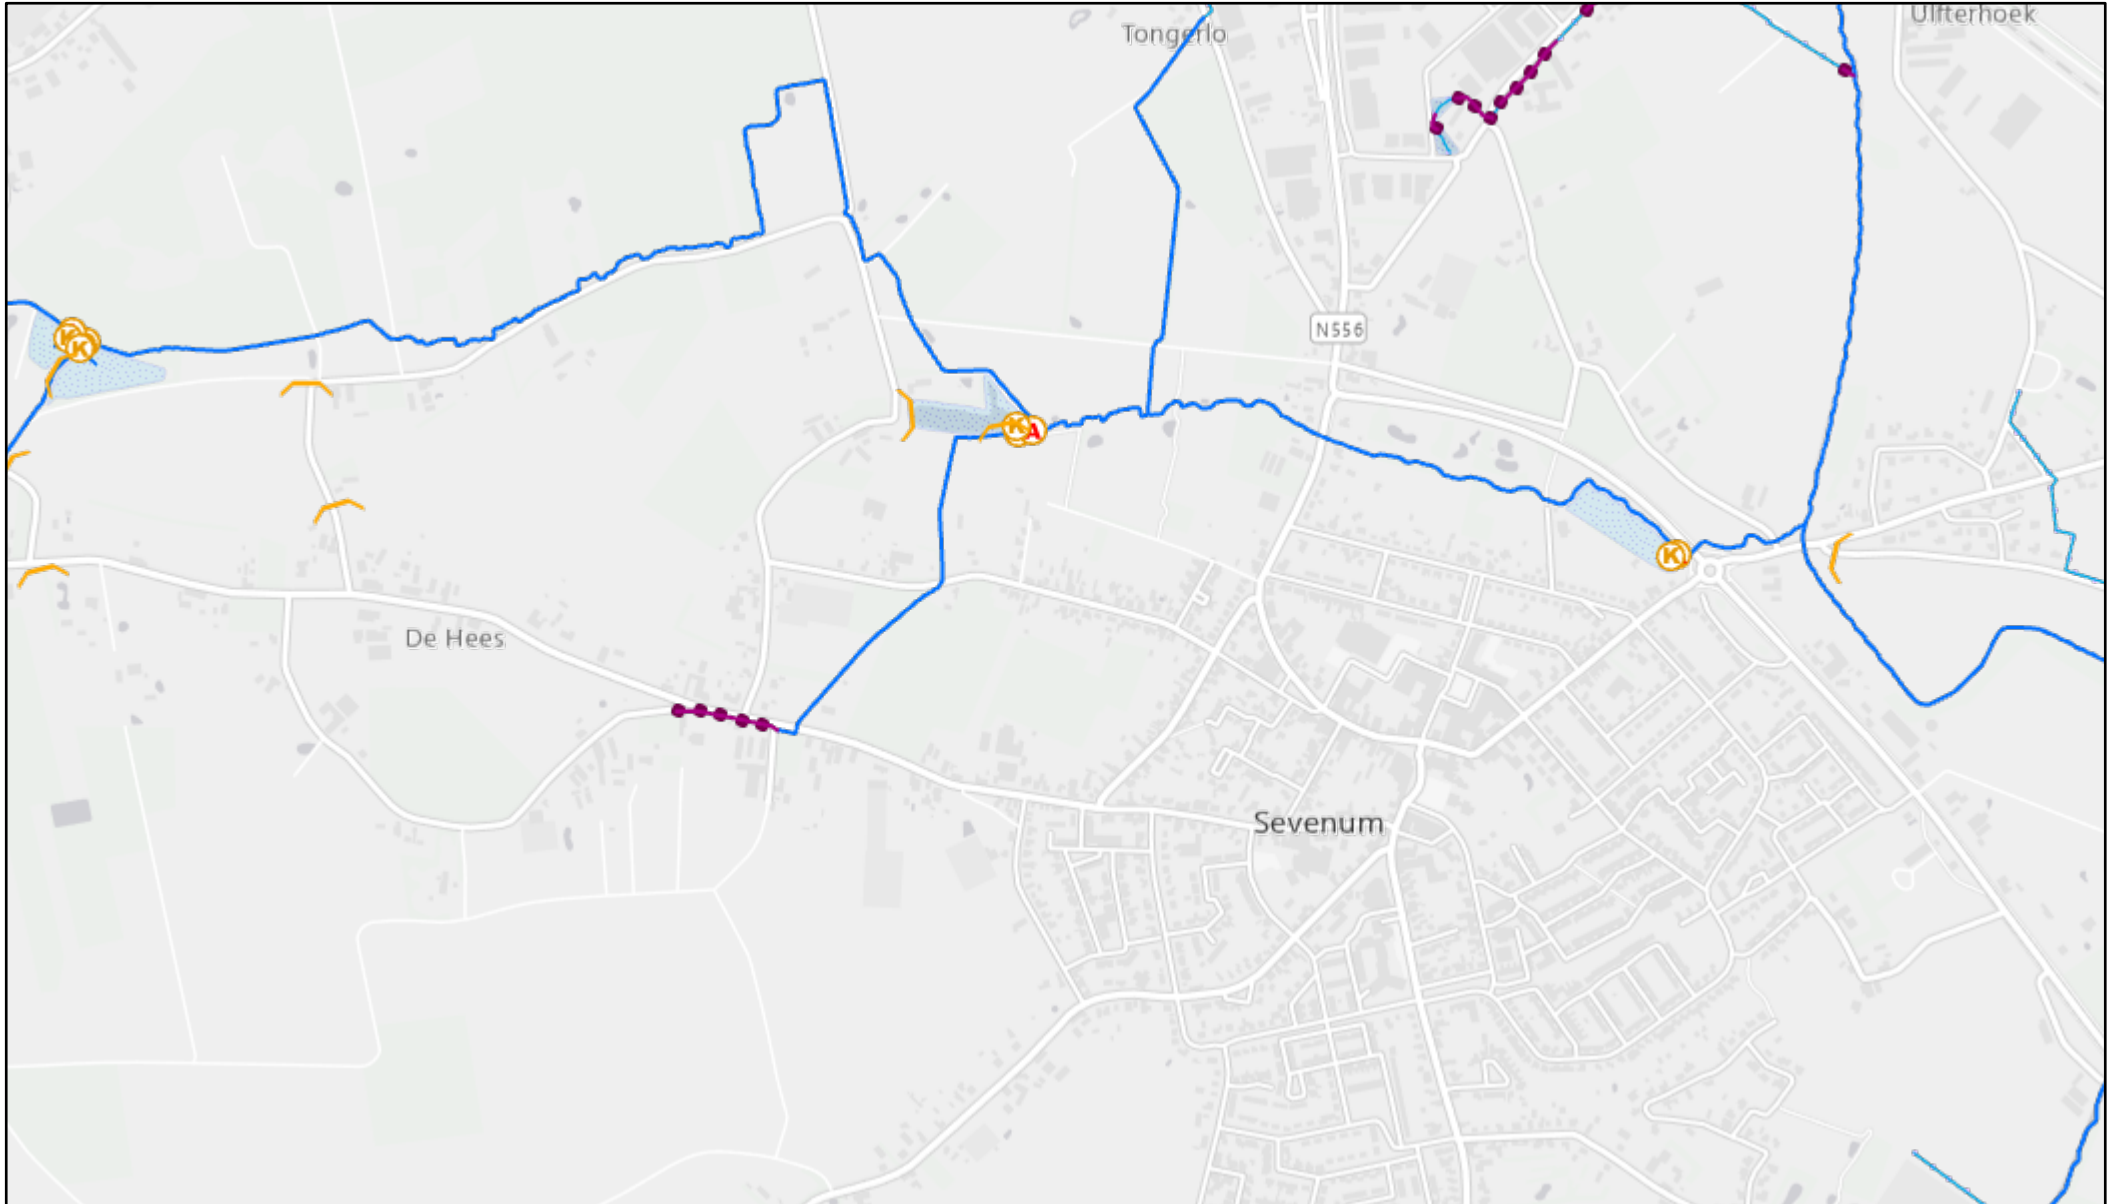 Tongerlo
Ulfterhoek
N556
K
K
K
A
K
De Hees
Sevenum